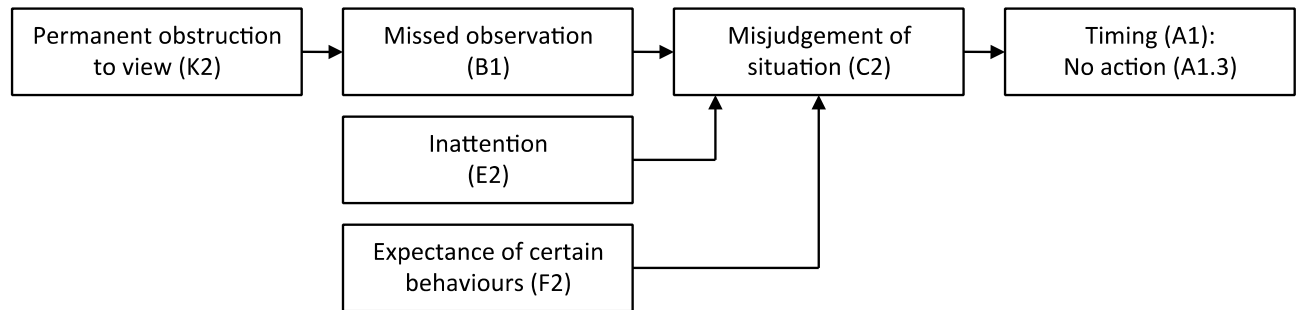 Permanent obstruction
to view (K2)
Missed observation
(B1)
Misjudgement of
situation (C2)
Timing (A1):
No action (A1.3)
Inattention
(E2)
Expectance of certain
behaviours (F2)